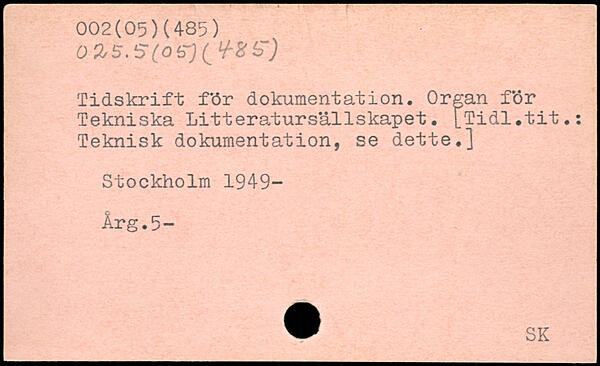 002(05)(485)
025.5(05)(485)
Tidskrift för dokumentation. Organ för
Tekniska Litteratursällskapet. [Tidl.tit.:
Teknisk dokumentation, se dette.]
Stockholm 1949-
Årg.5-
SK